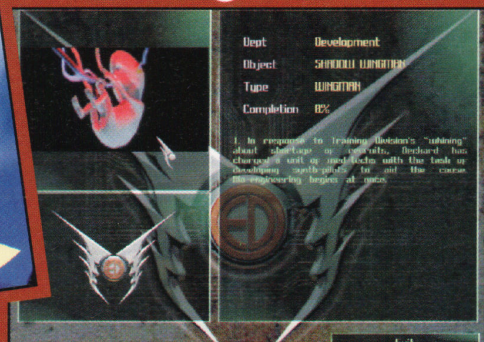 Dept Development
Object SHADOW WINGMAN
Type WINGMAN
Completion 0%
1. In response to Training Division's "whining"
about shortage of recruits, Deckard has
charged a unit of med-techs with the task of
developing synth-pilots to aid the cause.
Bio-engineering begins at once.